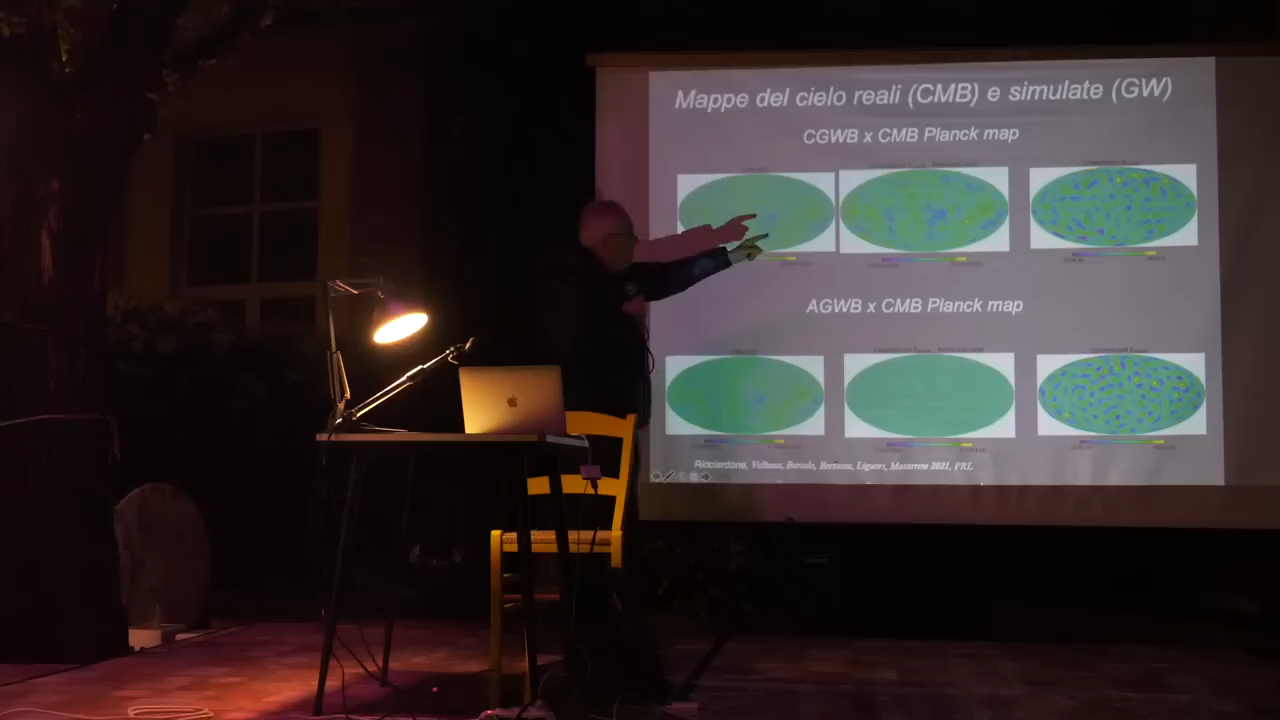 Mappe del cielo reali (CMB) e simulate (GW)
CGWB x CMB Planck map
AGWB x CMB Planck map
Ricciardone, Valbusa, Bartolo, Bertacca, Liguori, Matarrese 2021, PRL